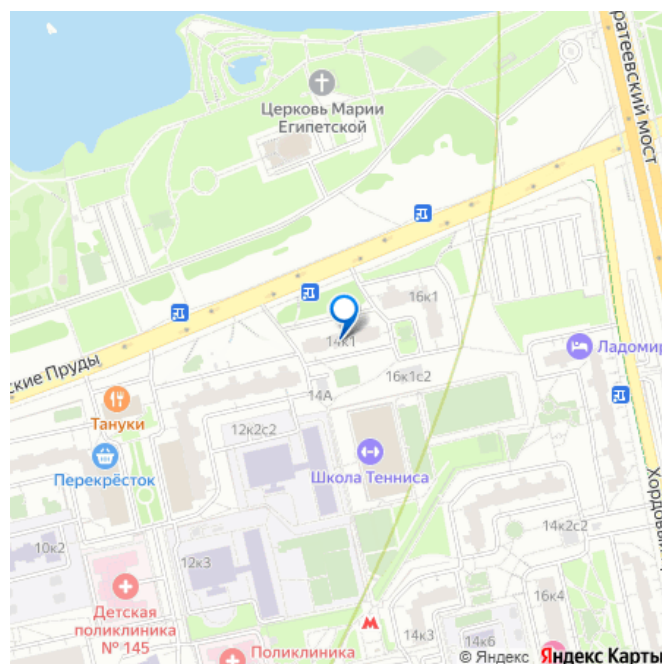 ратеевский мост
Церковь Марии
Египетской
16к1
14к1
ские Пруды
Ладомир
16к1с2
14А
Тануки
12к2с2
Перекрёсток
Школа Тенниса
Хордовый
14к2с2
10к2
12к3
16к4
Детская
поликлиника
№ 145
14к3
14к6
Поликлиника
© Яндекс Яндекс Карты